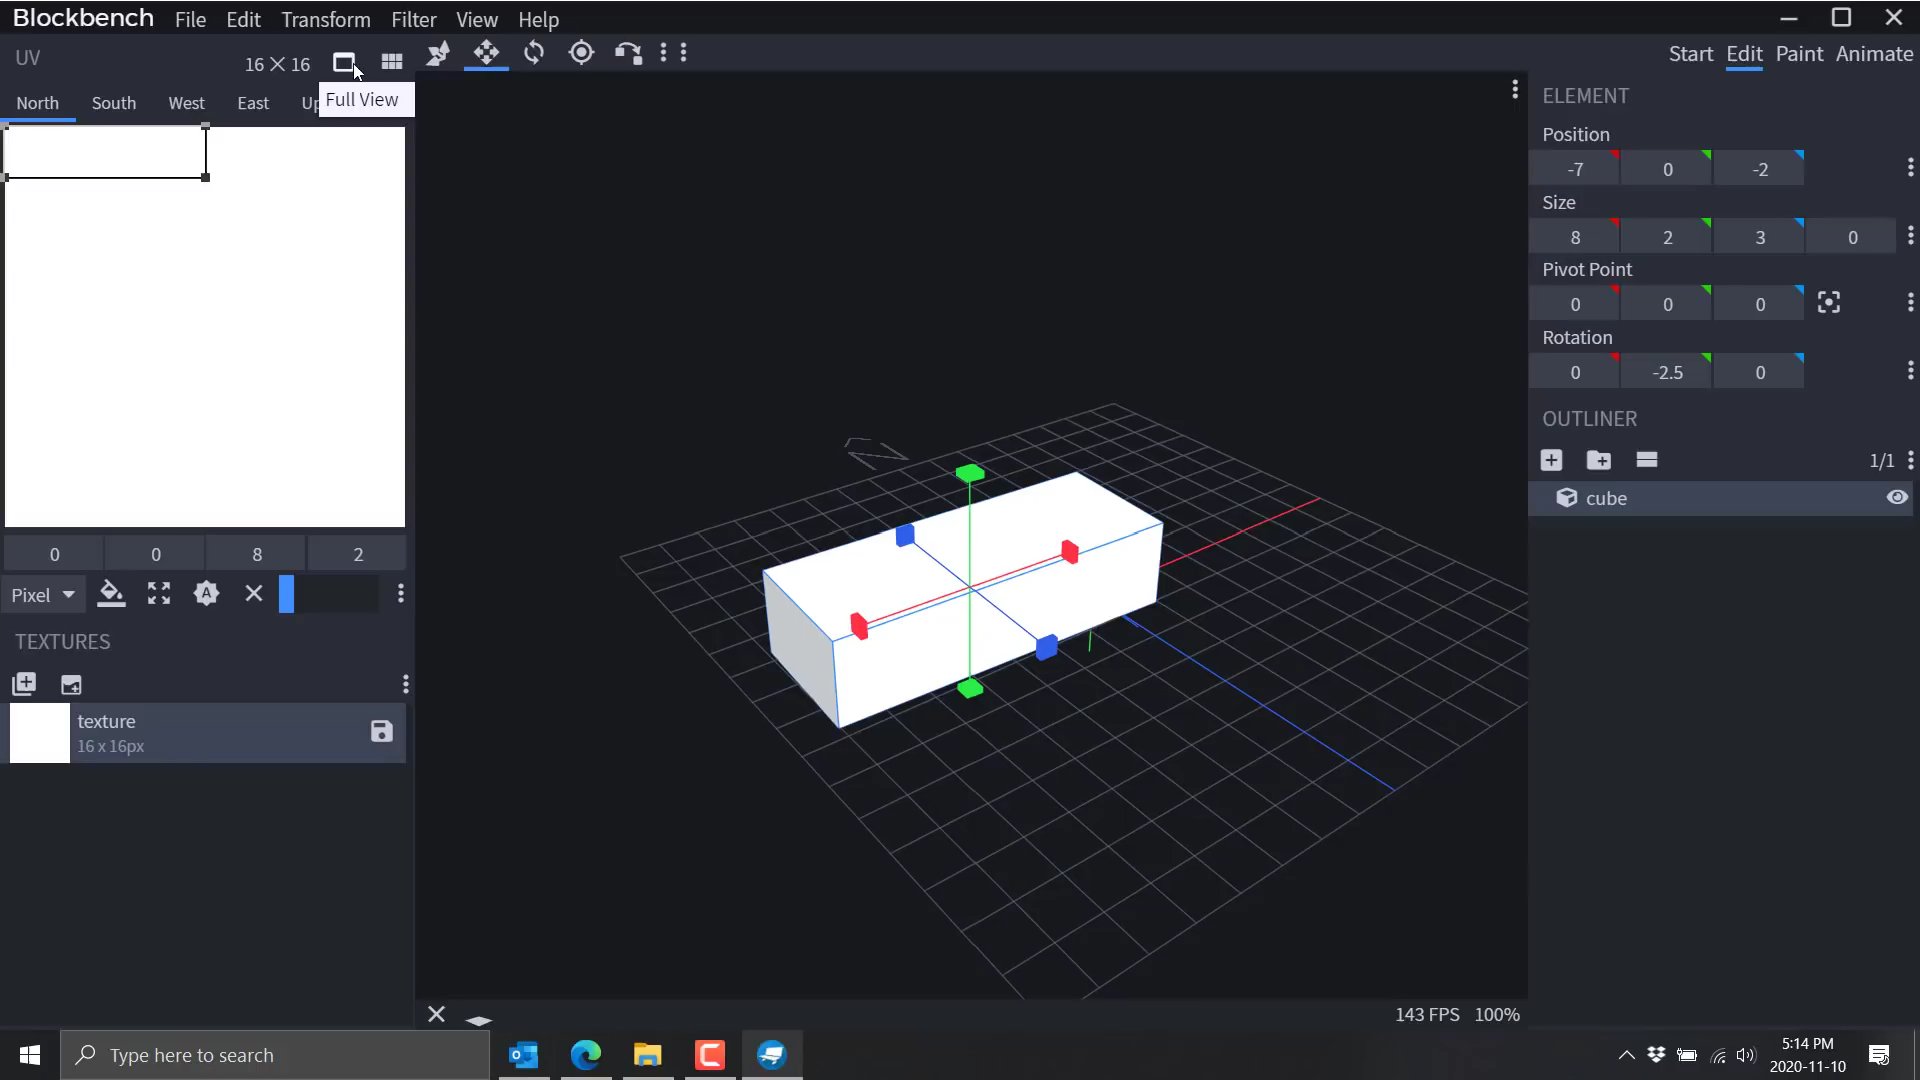 Blockbench File Edit Transform Filter View Help
UV 16 × 16
Full View
Start Edit Paint Animate
North South West East Up
0 0 8 2
Pixel
A
TEXTURES
texture
16 x 16px
N
143 FPS 100%
ELEMENT
Position
-7 0 -2
Size
8 2 3 0
Pivot Point
0 0 0
Rotation
0 -2.5 0
OUTLINER
1/1
cube
Type here to search
5:14 PM
2020-11-10